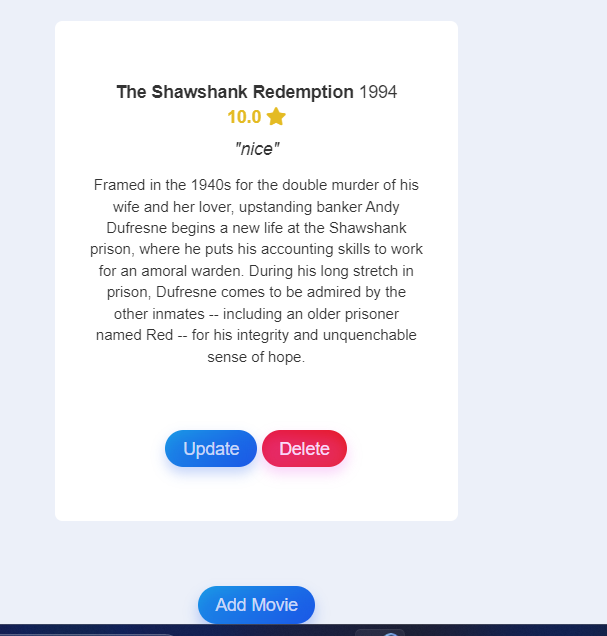 The Shawshank Redemption 1994
10.0
"nice"
Framed in the 1940s for the double murder of his
wife and her lover, upstanding banker Andy
Dufresne begins a new life at the Shawshank
prison, where he puts his accounting skills to work
for an amoral warden. During his long stretch in
prison, Dufresne comes to be admired by the
other inmates -- including an older prisoner
named Red -- for his integrity and unquenchable
sense of hope.
Update Delete
Add Movie